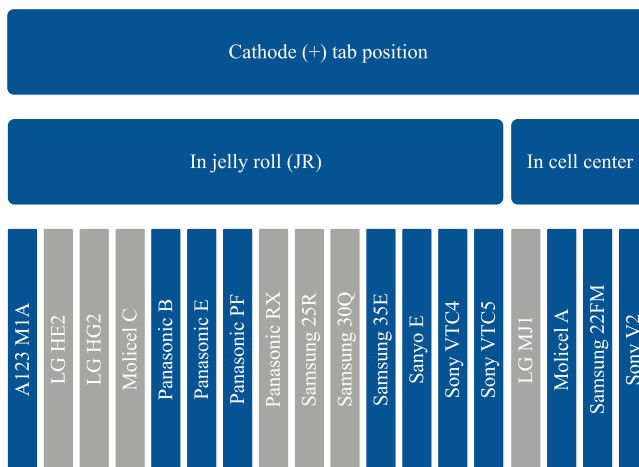 Cathode (+) tab position
In jelly roll (JR)
In cell center
A123 M1A
LG HE2
LG HG2
Molicel C
Panasonic B
Panasonic E
Panasonic PF
Panasonic RX
Samsung 25R
Samsung 30Q
Samsung 35E
Sanyo E
Sony VTC4
Sony VTC5
LG MJ1
Molicel A
Samsung 22FM
Sony V2